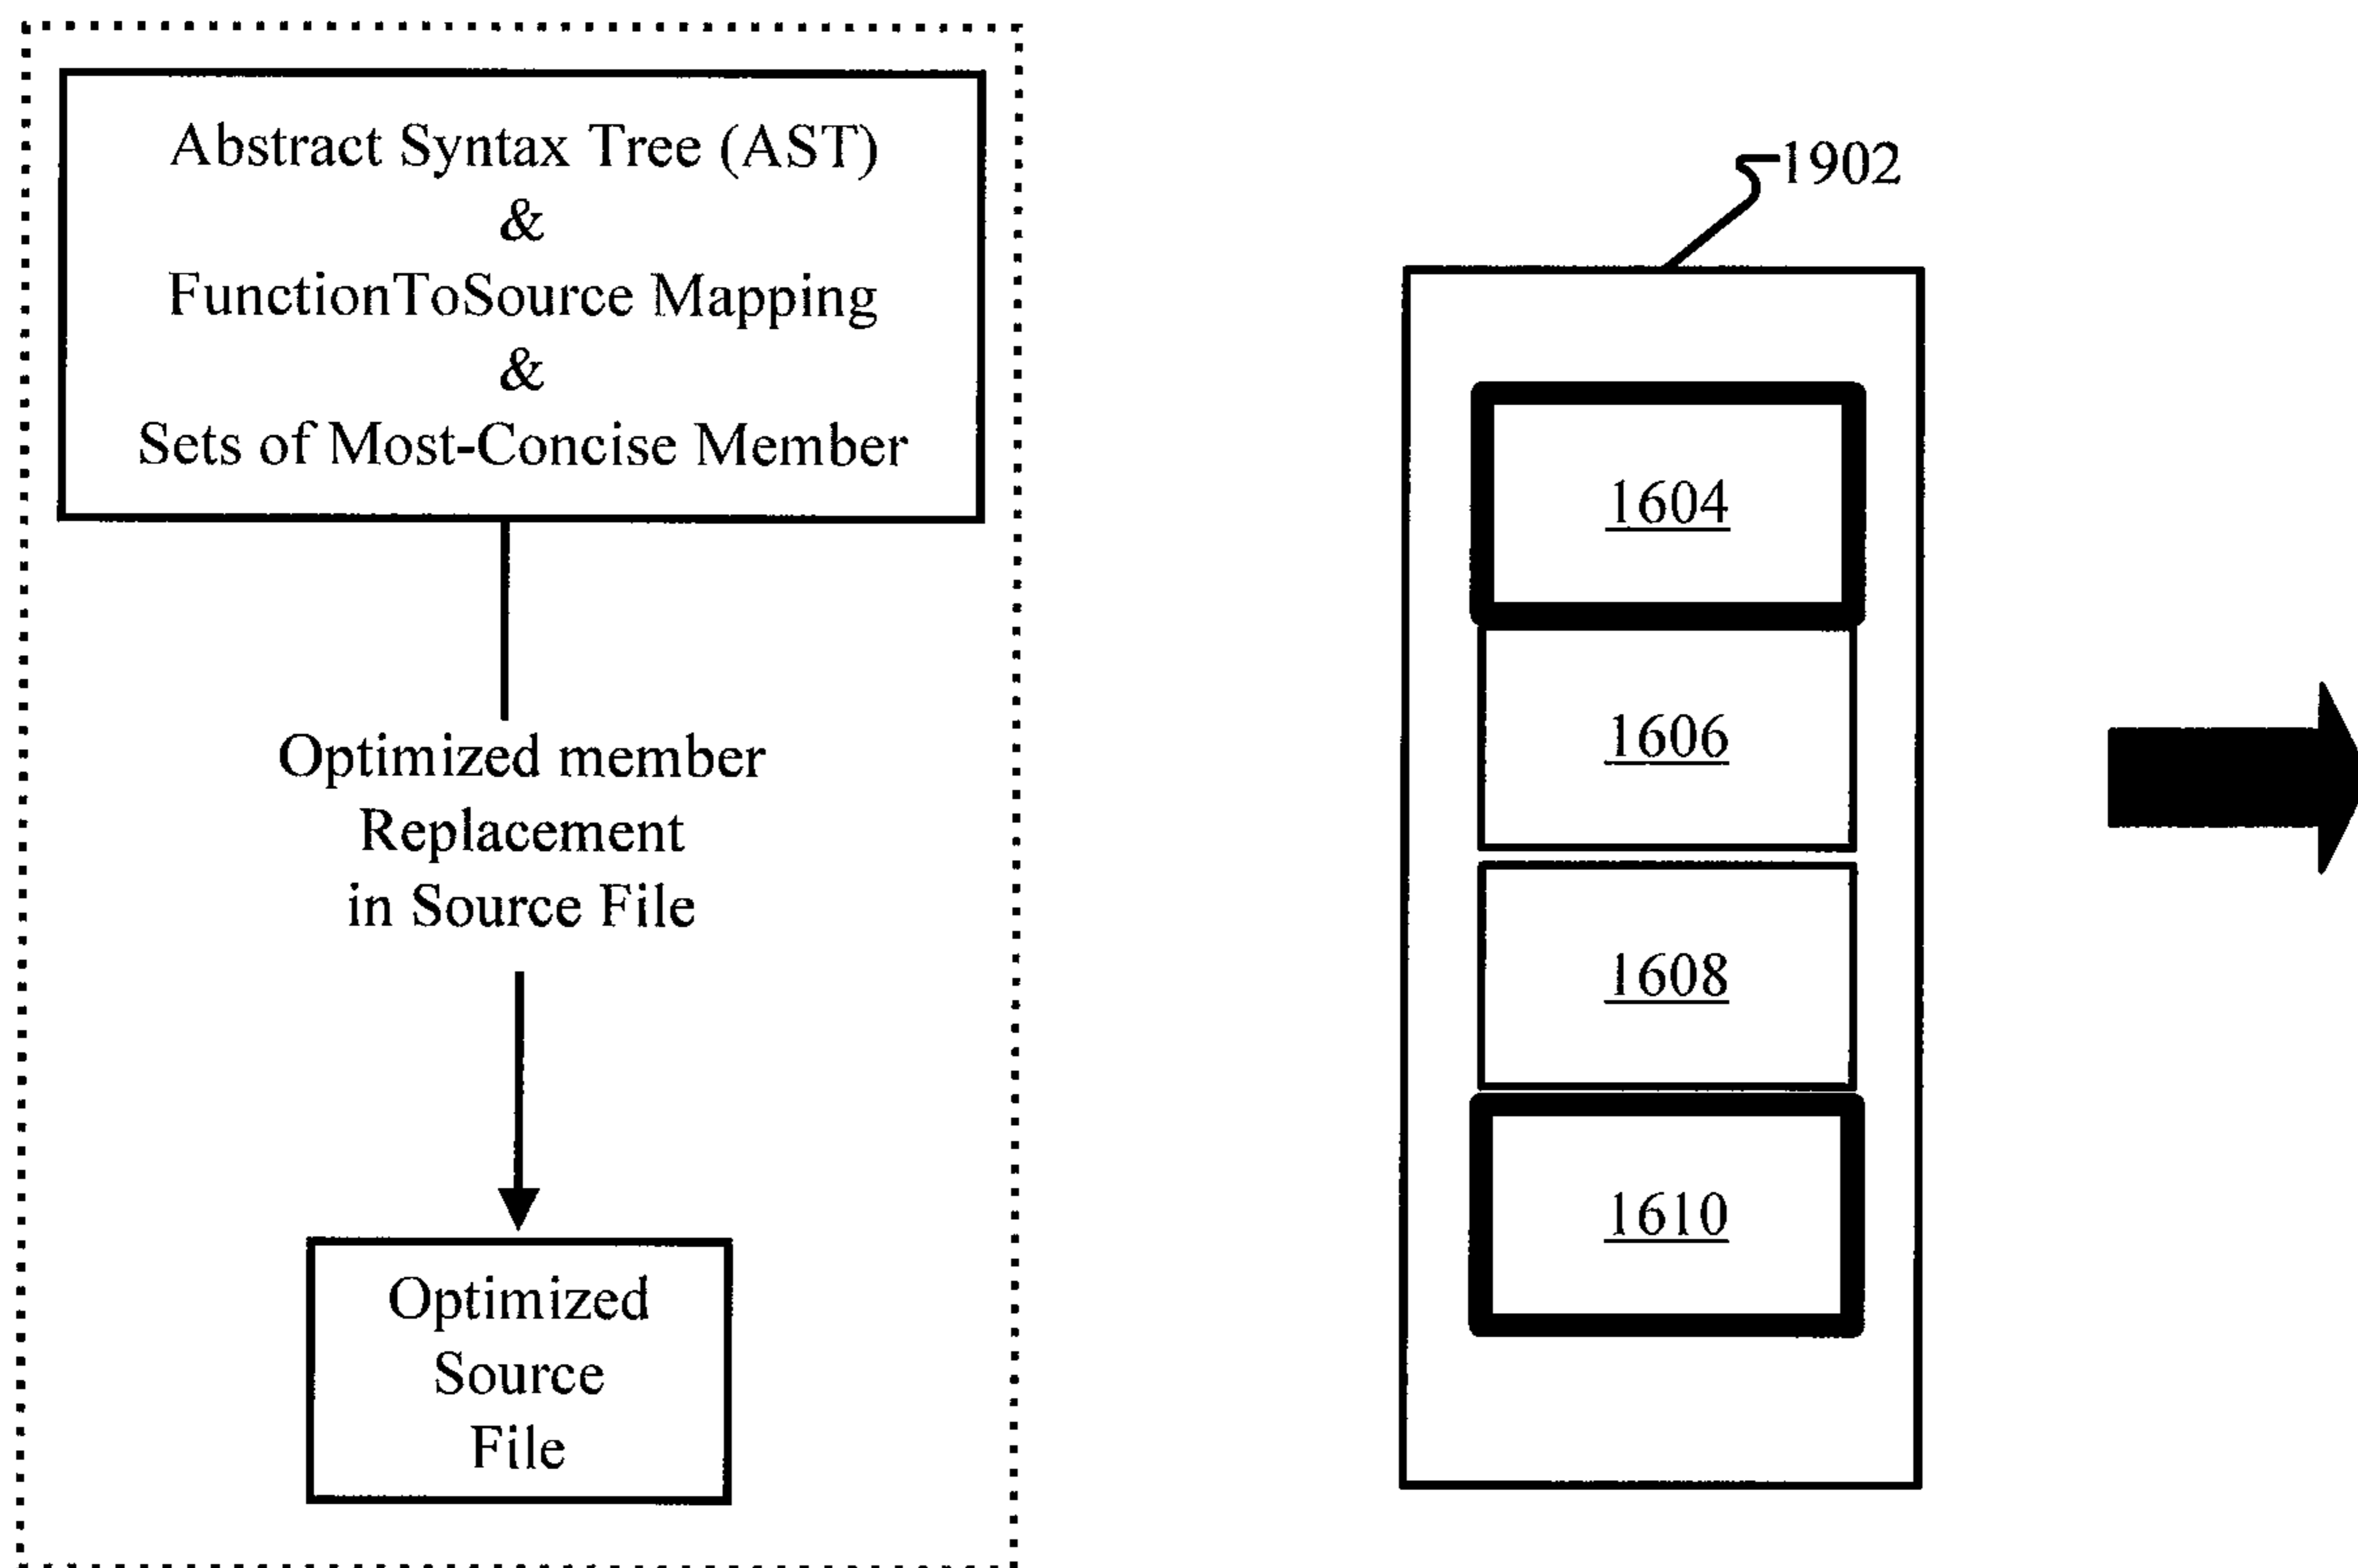 Abstract Syntax Tree (AST)
&
FunctionToSource Mapping
&
Sets of Most-Concise Member
Optimized member
Replacement
in Source File
Optimized
Source
File
1902
1604
1606
1608
1610